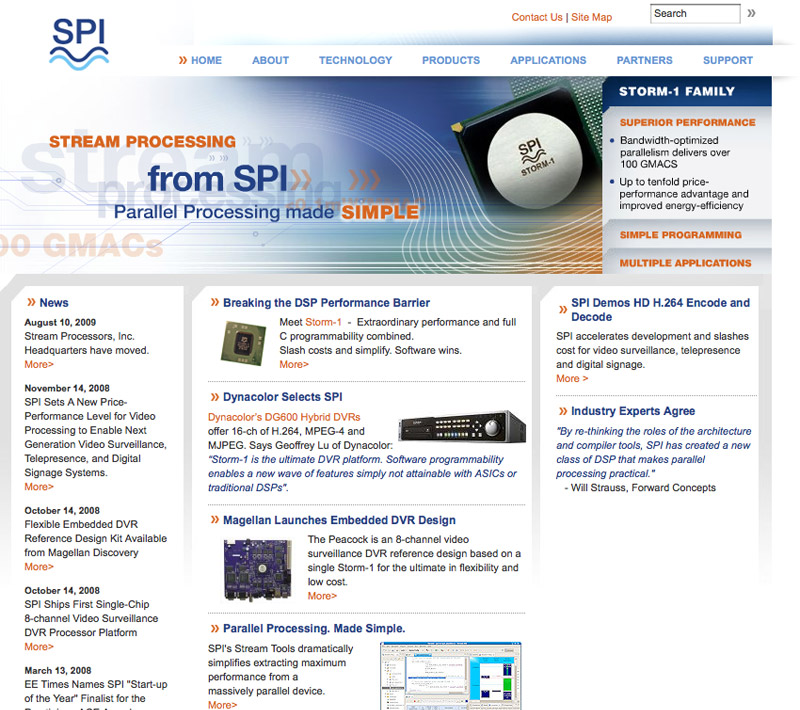 SPI
Contact Us | Site Map
Search
HOME ABOUT TECHNOLOGY PRODUCTS APPLICATIONS PARTNERS SUPPORT
stream
processing
STREAM PROCESSING
from SPI
Parallel Processing made SIMPLE
00 GMACs
SPI
STORM-1
STORM-1 FAMILY
SUPERIOR PERFORMANCE
• Bandwidth-optimized
parallelism delivers over
100 GMACS
• Up to tenfold price-
performance advantage and
improved energy-efficiency
SIMPLE PROGRAMMING
MULTIPLE APPLICATIONS
News
August 10, 2009
Stream Processors, Inc.
Headquarters have moved.
More>
November 14, 2008
SPI Sets A New Price-
Performance Level for Video
Processing to Enable Next
Generation Video Surveillance,
Telepresence, and Digital
Signage Systems.
More>
October 14, 2008
Flexible Embedded DVR
Reference Design Kit Available
from Magellan Discovery
More>
October 14, 2008
SPI Ships First Single-Chip
8-channel Video Surveillance
DVR Processor Platform
More>
March 13, 2008
EE Times Names SPI "Start-up
of the Year" Finalist for the
Breaking the DSP Performance Barrier
Meet Storm-1 - Extraordinary performance and full
C programmability combined.
Slash costs and simplify. Software wins.
More>
Dynacolor Selects SPI
Dynacolor's DG600 Hybrid DVRs
offer 16-ch of H.264, MPEG-4 and
MJPEG. Says Geoffrey Lu of Dynacolor:
"Storm-1 is the ultimate DVR platform. Software programmability
enables a new wave of features simply not attainable with ASICs or
traditional DSPs".
Magellan Launches Embedded DVR Design
The Peacock is an 8-channel video
surveillance DVR reference design based on a
single Storm-1 for the ultimate in flexibility and
low cost.
More>
Parallel Processing. Made Simple.
SPI's Stream Tools dramatically
simplifies extracting maximum
performance from a
massively parallel device.
More>
SPI Demos HD H.264 Encode and
Decode
SPI accelerates development and slashes
cost for video surveillance, telepresence
and digital signage.
More >
Industry Experts Agree
"By re-thinking the roles of the architecture
and compiler tools, SPI has created a new
class of DSP that makes parallel
processing practical."
- Will Strauss, Forward Concepts